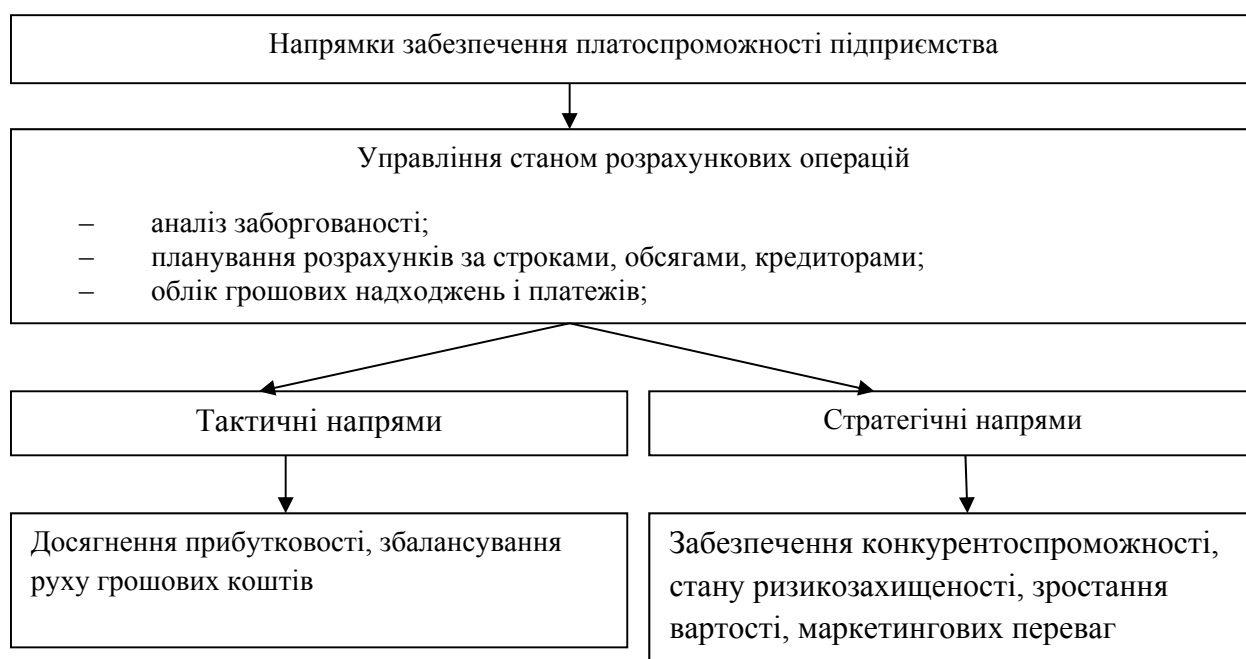 Напрямки забезпечення платоспроможності підприємства
Управління станом розрахункових операцій
– аналіз заборгованості;
– планування розрахунків за строками, обсягами, кредиторами;
– облік грошових надходжень і платежів;
Тактичні напрями
Стратегічні напрями
Досягнення прибутковості, збалансування
руху грошових коштів
Забезпечення конкурентоспроможності,
стану ризикозахищеності, зростання
вартості, маркетингових переваг